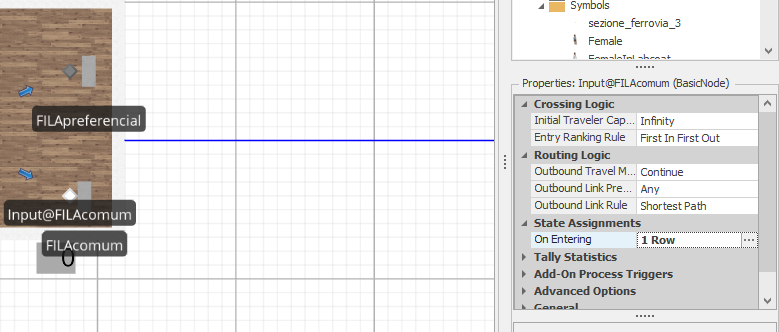 FILApreferencial
Input@FILAcomum
FILAcomum
0
Symbols
sezione_ferrovia_3
Female
FemaleInLabcoat
Properties: Input@FILAcomum (BasicNode)
Crossing Logic
Initial Traveler Cap... Infinity
Entry Ranking Rule First In First Out
Routing Logic
Outbound Travel M... Continue
Outbound Link Pre... Any
Outbound Link Rule Shortest Path
State Assignments
On Entering 1 Row ...
Tally Statistics
Add-On Process Triggers
Advanced Options
General